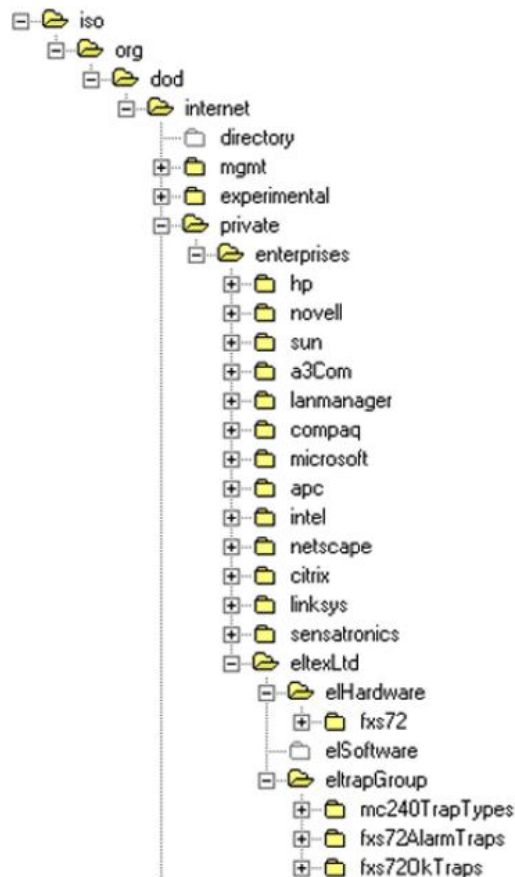 iso
org
dod
internet
directory
mgmt
experimental
private
enterprises
hp
novell
sun
a3Com
lanmanager
compaq
microsoft
apc
intel
netscape
citrix
linksys
sensatronics
eltexLtd
elHardware
fxs72
elSoftware
eltrapGroup
mc240TrapTypes
fxs72AlarmTraps
fxs72OkTraps